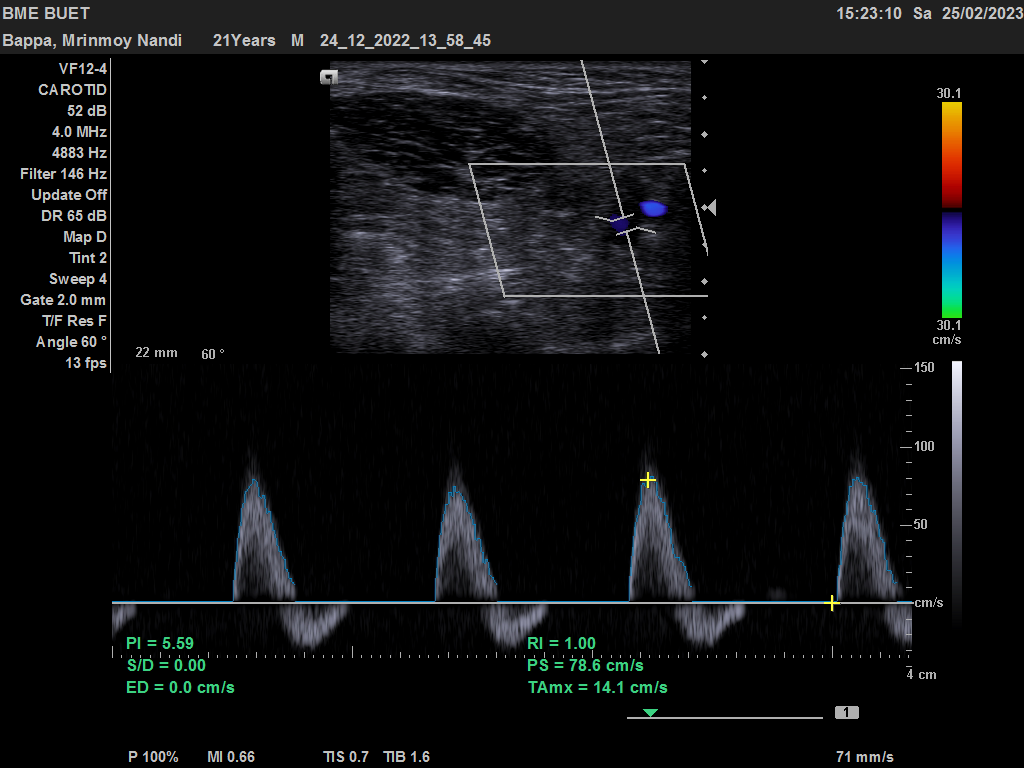 BME BUET 15:23:10 Sa 25/02/2023
Bappa, Mrinmoy Nandi 21Years M 24_12_2022_13_58_45
VF12-4
CAROTID
52 dB
4.0 MHz
4883 Hz
Filter 146 Hz
Update Off
DR 65 dB
Map D
Tint 2
Sweep 4
Gate 2.0 mm
T/F Res F
Angle 60 °
13 fps
22 mm 60 °
30.1
30.1
cm/s
150
100
50
cm/s
4 cm
PI = 5.59
S/D = 0.00
ED = 0.0 cm/s
RI = 1.00
PS = 78.6 cm/s
TAmx = 14.1 cm/s
1
P 100% MI 0.66 TIS 0.7 TIB 1.6 71 mm/s